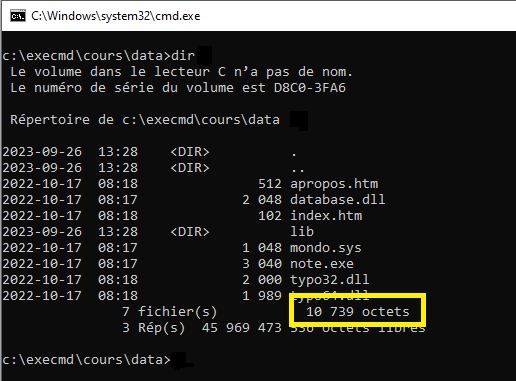 C:\Windows\system32\cmd.exe
c:\execmd\cours\data>dir
Le volume dans le lecteur C n’a pas de nom.
Le numéro de série du volume est D8C0-3FA6
Répertoire de c:\execmd\cours\data
2023-09-26 13:28 <DIR> .
2023-09-26 13:28 <DIR> ..
2022-10-17 08:18 512 apropos.htm
2022-10-17 08:17 2 048 database.dll
2022-10-17 08:18 102 index.htm
2023-09-26 13:28 <DIR> lib
2022-10-17 08:17 1 048 mondo.sys
2022-10-17 08:17 3 040 note.exe
2022-10-17 08:18 2 000 typo32.dll
2022-10-17 08:18 1 989 typo64.dll
7 fichier(s) 10 739 octets
3 Rép(s) 45 969 473 536 octets libres
c:\execmd\cours\data>